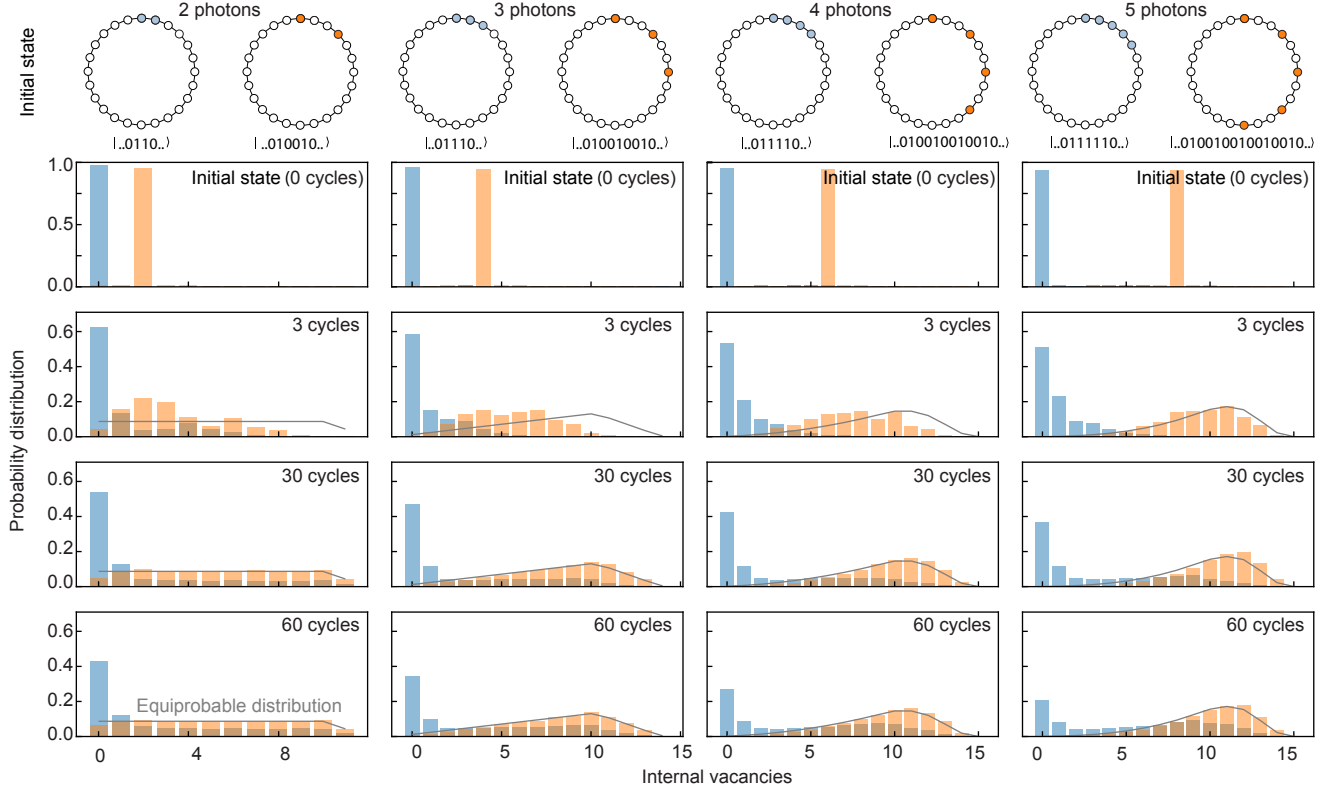 2 photons
3 photons
4 photons
5 photons
Initial state
|..0110..⟩
|..010010..⟩
|..01110..⟩
|..010010010..⟩
|..011110..⟩
|..010010010010..⟩
|..0111110..⟩
|..010010010010010..⟩
Probability distribution
1.0
0.5
0.0
Initial state (0 cycles)
Initial state (0 cycles)
Initial state (0 cycles)
Initial state (0 cycles)
0.6
0.4
0.2
0.0
3 cycles
3 cycles
3 cycles
3 cycles
0.6
0.4
0.2
0.0
30 cycles
30 cycles
30 cycles
30 cycles
0.6
0.4
0.2
0.0
60 cycles
Equiprobable distribution
60 cycles
60 cycles
60 cycles
0 4 8
0 5 10 15
0 5 10 15
0 5 10 15
Internal vacancies